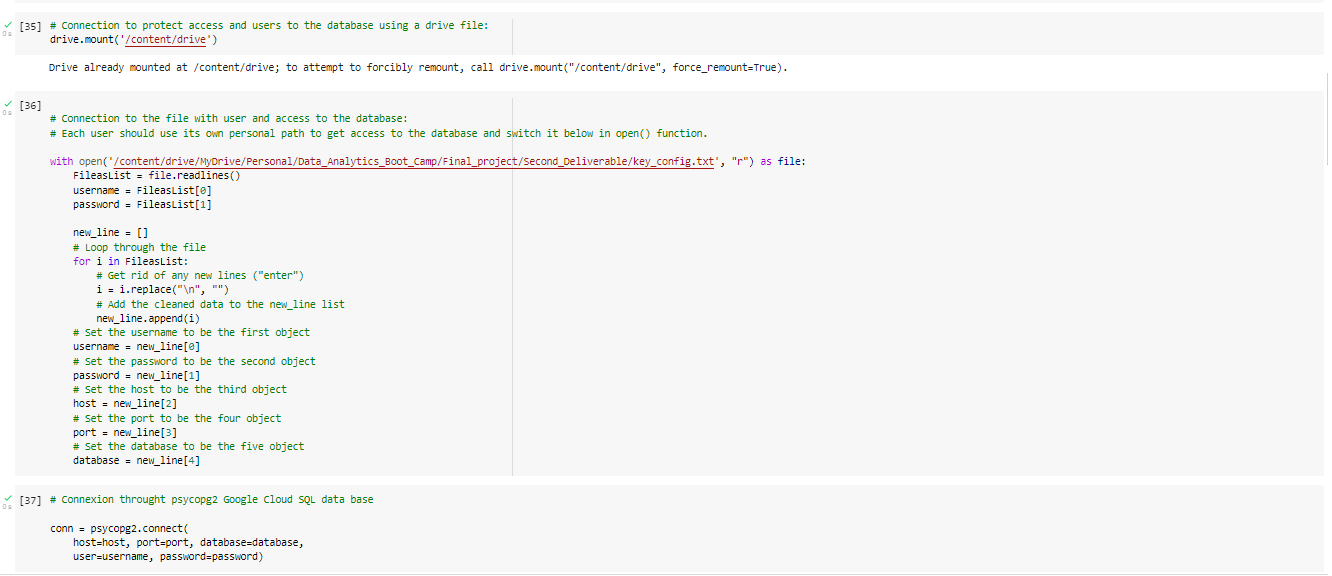 [35] # Connection to protect access and users to the database using a drive file:
0s
drive.mount('/content/drive')
Drive already mounted at /content/drive; to attempt to forcibly remount, call drive.mount("/content/drive", force_remount=True).
[36]
0s
# Connection to the file with user and access to the database:
# Each user should use its own personal path to get access to the database and switch it below in open() function.
with open('/content/drive/MyDrive/Personal/Data_Analytics_Boot_Camp/Final_project/Second_Deliverable/key_config.txt', "r") as file:
FileasList = file.readlines()
username = FileasList[0]
password = FileasList[1]
new_line = []
# Loop through the file
for i in FileasList:
# Get rid of any new lines ("enter")
i = i.replace("\n", "")
# Add the cleaned data to the new_line list
new_line.append(i)
# Set the username to be the first object
username = new_line[0]
# Set the password to be the second object
password = new_line[1]
# Set the host to be the third object
host = new_line[2]
# Set the port to be the four object
port = new_line[3]
# Set the database to be the five object
database = new_line[4]
[37] # Connexion throught psycopg2 Google Cloud SQL data base
0s
conn = psycopg2.connect(
host=host, port=port, database=database,
user=username, password=password)